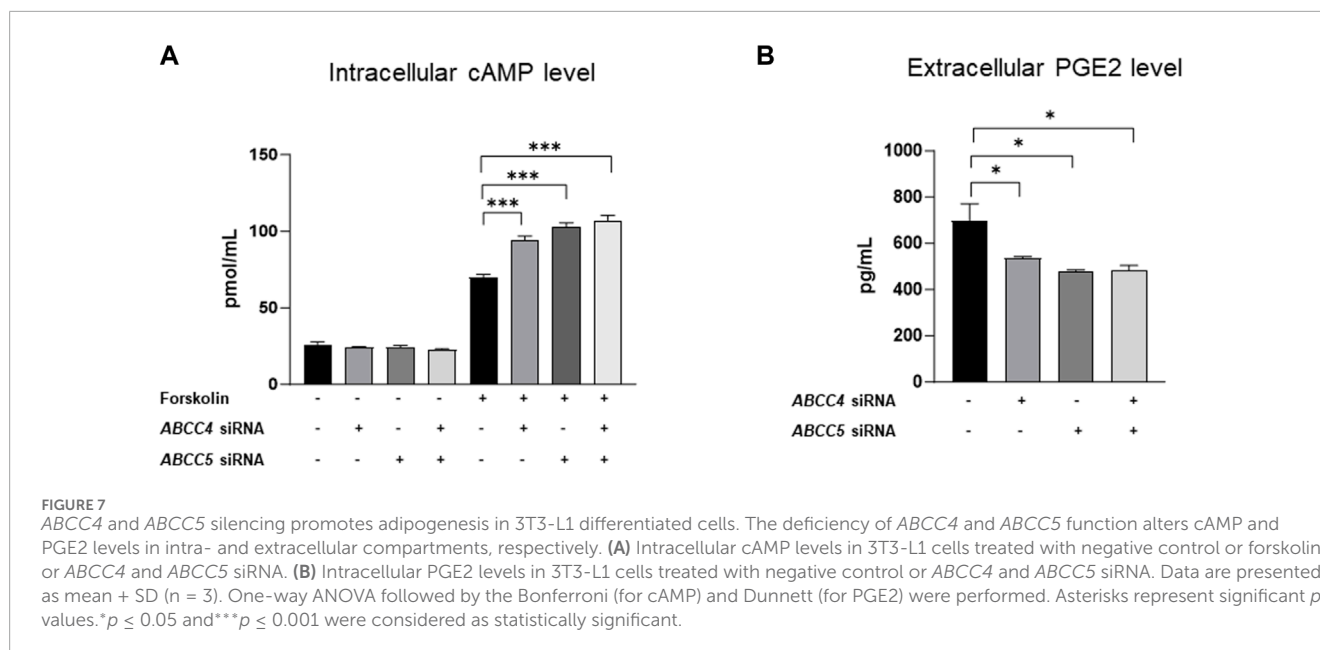 A
Intracellular cAMP level
***
***
***
150
100
50
0
pmol/mL
Forskolin - - - - + + + +
ABCC4 siRNA - + - + - + - +
ABCC5 siRNA - - + + - - + +
B
Extracellular PGE2 level
*
*
*
1000
800
600
400
200
0
pg/mL
ABCC4 siRNA - + - +
ABCC5 siRNA - - + +
FIGURE 7
ABCC4 and ABCC5 silencing promotes adipogenesis in 3T3-L1 differentiated cells. The deficiency of ABCC4 and ABCC5 function alters cAMP and
PGE2 levels in intra- and extracellular compartments, respectively. (A) Intracellular cAMP levels in 3T3-L1 cells treated with negative control or forskolin
or ABCC4 and ABCC5 siRNA. (B) Intracellular PGE2 levels in 3T3-L1 cells treated with negative control or ABCC4 and ABCC5 siRNA. Data are presented
as mean + SD (n = 3). One-way ANOVA followed by the Bonferroni (for cAMP) and Dunnett (for PGE2) were performed. Asterisks represent significant p
values.*p ≤ 0.05 and***p ≤ 0.001 were considered as statistically significant.